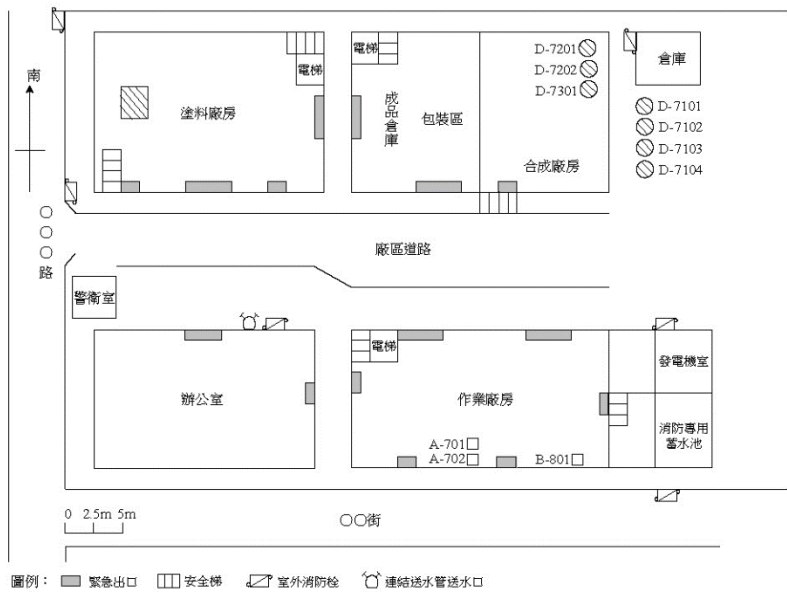 南
○○○路
電梯
塗料廠房
電梯
成品倉庫
包裝區
合成廠房
D-7201
D-7202
D-7301
倉庫
D-7101
D-7102
D-7103
D-7104
廠區道路
警衛室
辦公室
電梯
作業廠房
A-701
A-702
B-801
發電機室
消防專用
蓄水池
0 2.5m 5m
○○街
圖例： 緊急出口 安全梯 室外消防栓 連結送水管送水口